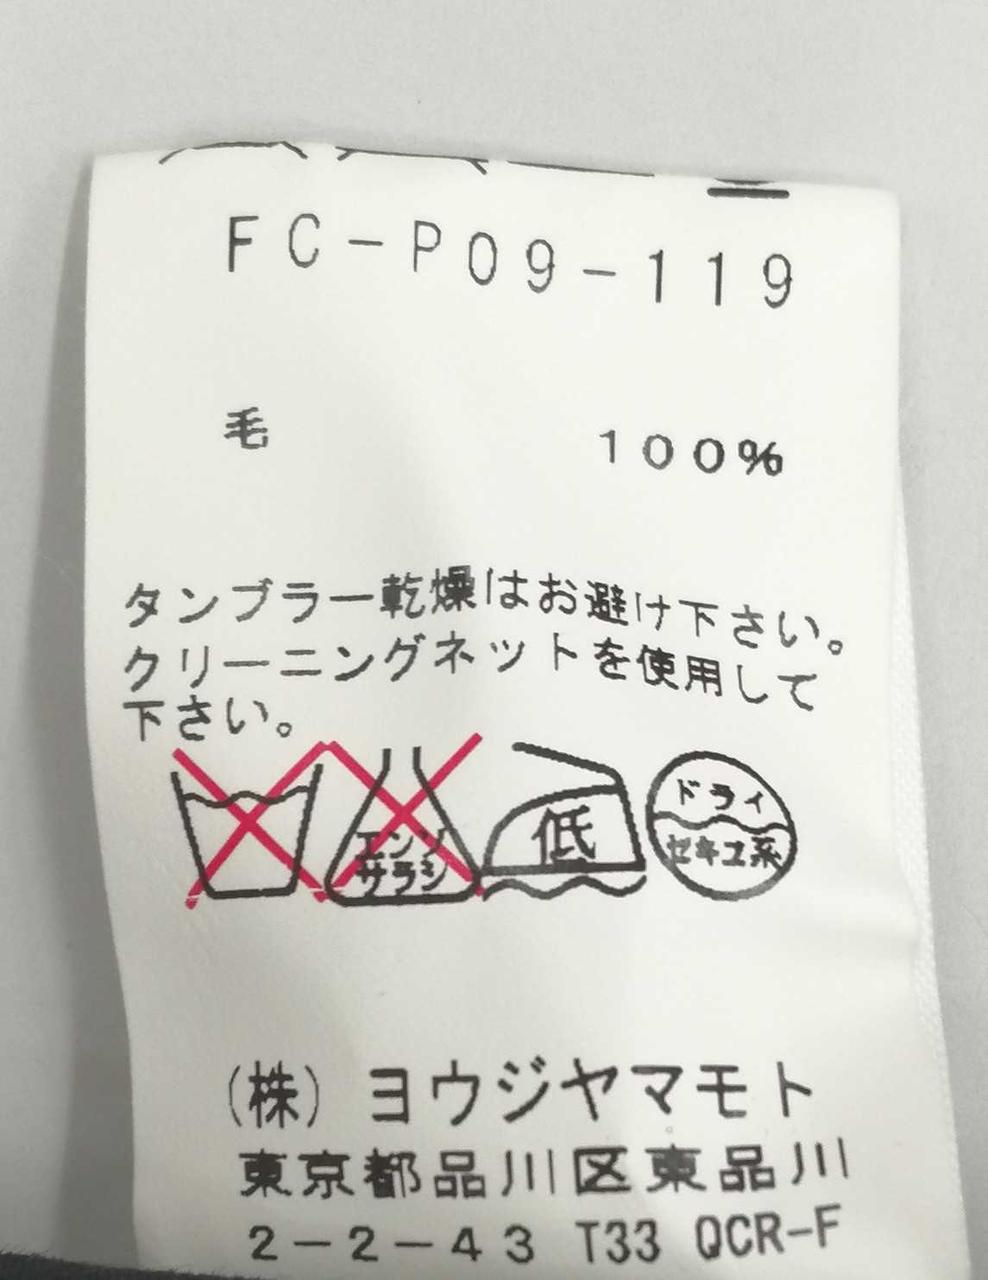 FC-P09-119
毛 100%
タンブラー乾燥はお避け下さい。
クリーニングネットを使用して
下さい。
エンソ
サラシ
低
ドライ
セキユ系
(株)ヨウジヤマモト
東京都品川区東品川
2-2-43 T33 QCR-F